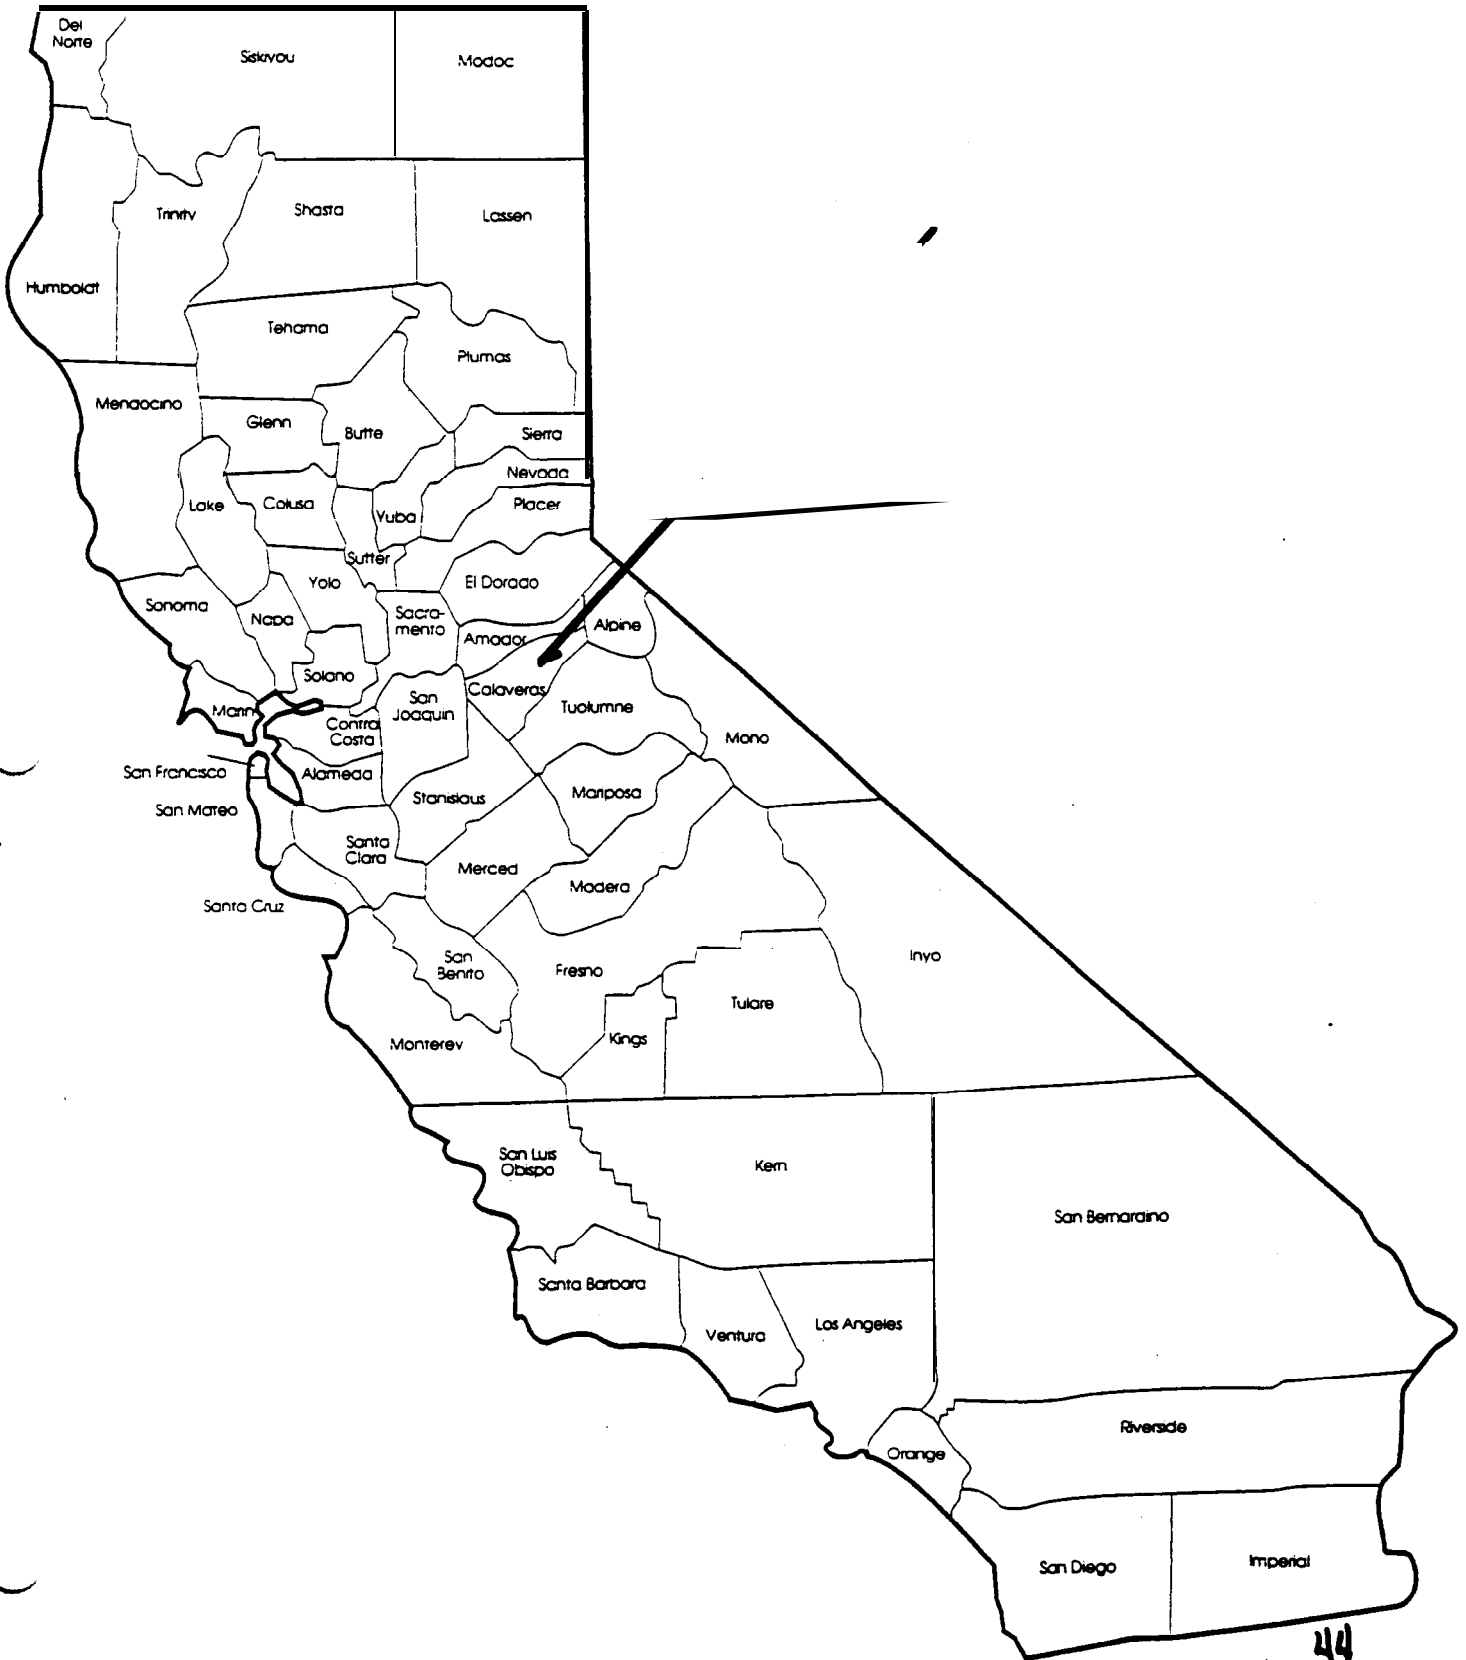 Del
Norte
Siskiyou
Modoc
Trinity
Shasta
Lassen
Humboldt
Tehama
Plumas
Mendocino
Glenn
Butte
Sierra
Nevada
Lake
Colusa
Yuba
Placer
Sutter
Yolo
El Dorado
Sonoma
Napa
Sacra-
mento
Amador
Alpine
Solano
Calaveras
San
Joaquin
Tuolumne
Marin
Contra
Costa
Mono
San Francisco
Alameda
Stanislaus
Mariposa
San Mateo
Santa
Clara
Merced
Madera
Santa Cruz
San
Benito
Fresno
Inyo
Tulare
Kings
Monterey
San Luis
Obispo
Kern
San Bernardino
Santa Barbara
Ventura
Los Angeles
Riverside
Orange
San Diego
Imperial
44